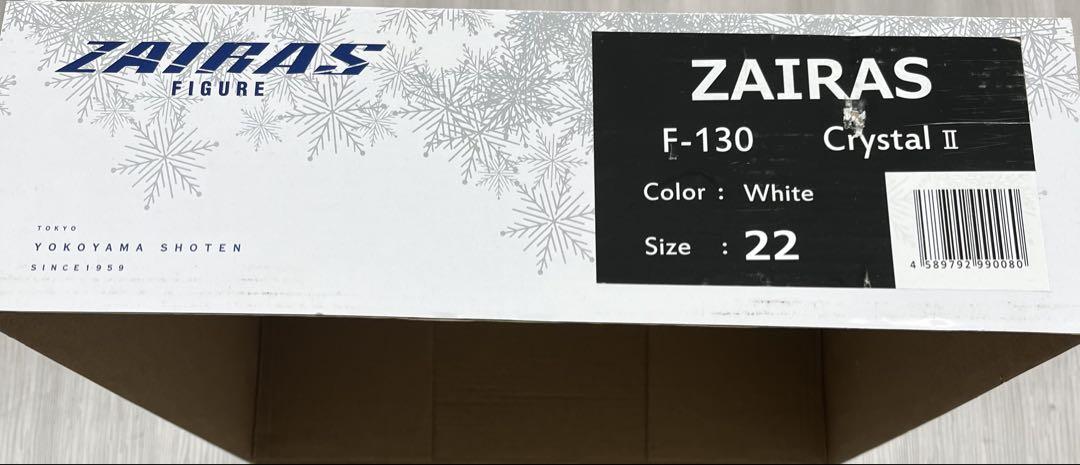 ZAIRAS
FIGURE
TOKYO
YOKOYAMA SHOTEN
SINCE1959
ZAIRAS
F-130 Crystal Ⅱ
Color : White
Size : 22
4 589792 990080